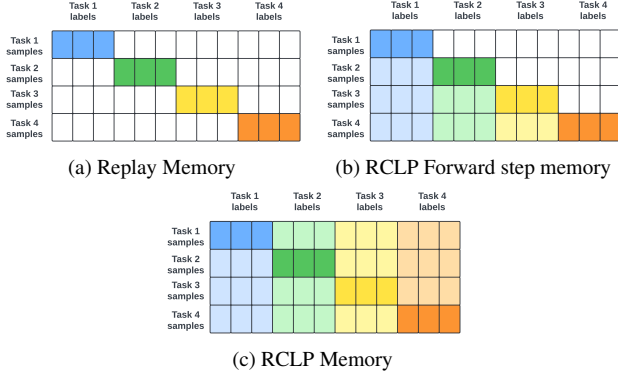 Task 1 labels
Task 2 labels
Task 3 labels
Task 4 labels
Task 1 samples
Task 2 samples
Task 3 samples
Task 4 samples
(a) Replay Memory
Task 1 labels
Task 2 labels
Task 3 labels
Task 4 labels
Task 1 samples
Task 2 samples
Task 3 samples
Task 4 samples
(b) RCLP Forward step memory
Task 1 labels
Task 2 labels
Task 3 labels
Task 4 labels
Task 1 samples
Task 2 samples
Task 3 samples
Task 4 samples
(c) RCLP Memory